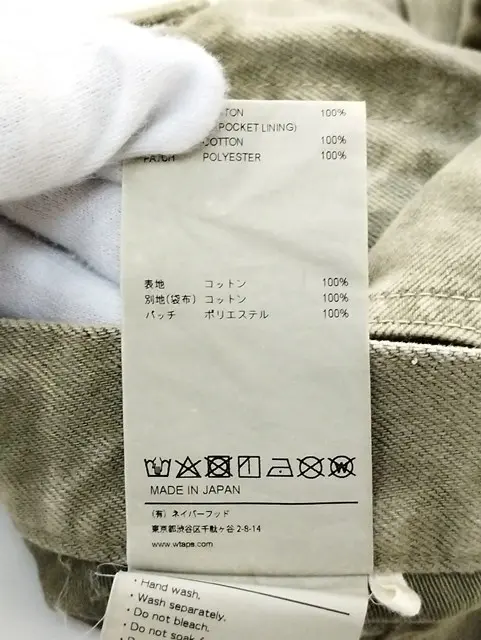 100%
POCKET LINING)
COTTON 100%
POLYESTER 100%
表地 コットン 100%
別地(袋布) コットン 100%
パッチ ポリエステル 100%
MADE IN JAPAN
(有) ネイバーフッド
東京都渋谷区千駄ヶ谷 2-8-14
www.wtaps.com
・Hand wash.
・Wash separately.
・Do not bleach.
・Do not soak